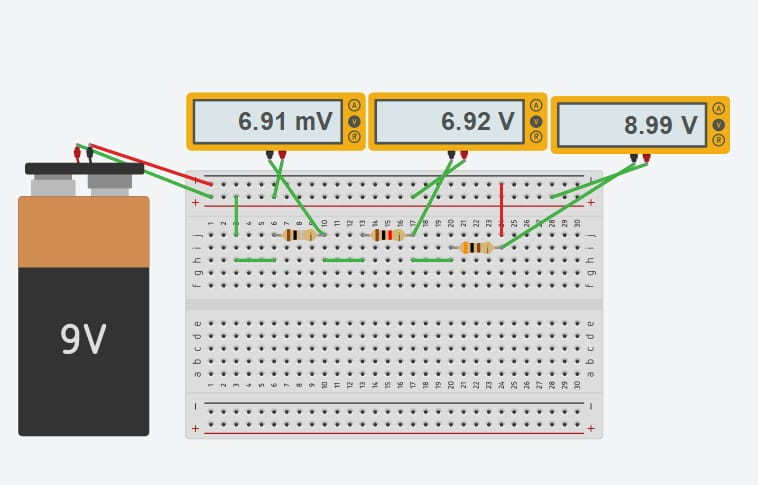 6.91 mV
A
V
R
6.92 V
A
V
R
8.99 V
A
V
R
9V
+ +
1 2 3 4 5 6 7 8 9 10 11 12 13 14 15 16 17 18 19 20 21 22 23 24 25 26 27 28 29 30
j j
i i
h h
g g
f f
e e
d d
c c
b b
a a
1 2 3 4 5 6 7 8 9 10 11 12 13 14 15 16 17 18 19 20 21 22 23 24 25 26 27 28 29 30
− −
+ +